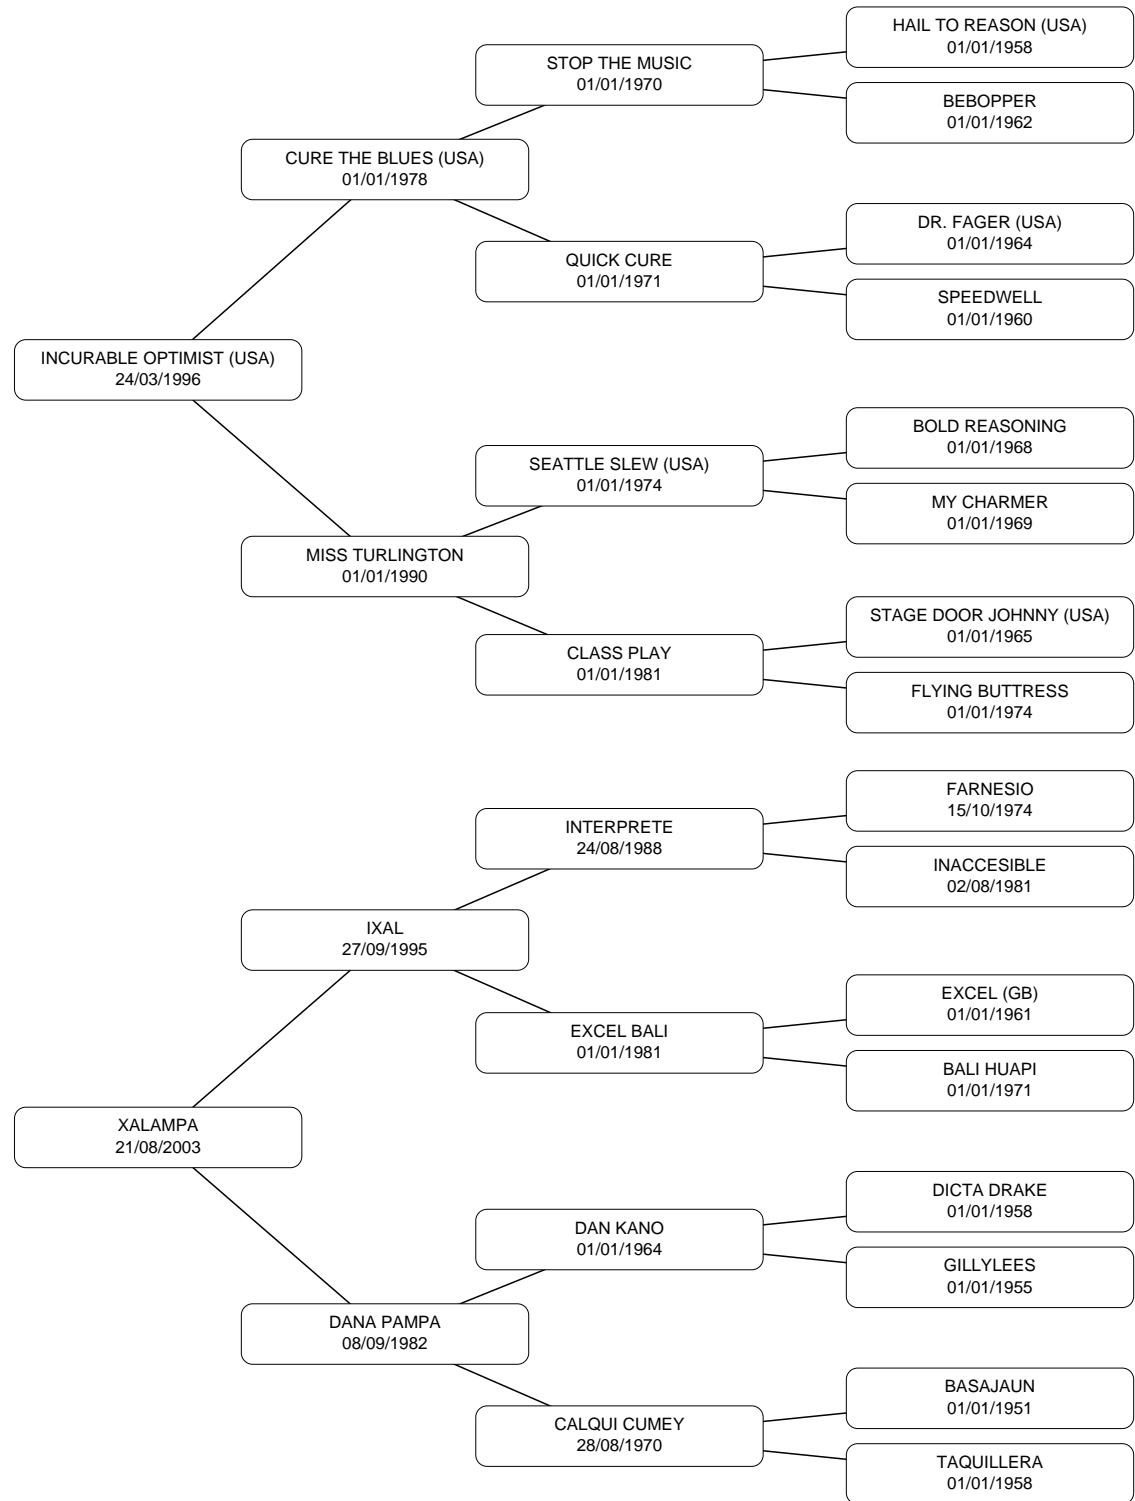 HAIL TO REASON (USA)
01/01/1958
STOP THE MUSIC
01/01/1970
BEBOPPER
01/01/1962
CURE THE BLUES (USA)
01/01/1978
DR. FAGER (USA)
01/01/1964
QUICK CURE
01/01/1971
SPEEDWELL
01/01/1960
INCURABLE OPTIMIST (USA)
24/03/1996
BOLD REASONING
01/01/1968
SEATTLE SLEW (USA)
01/01/1974
MY CHARMER
01/01/1969
MISS TURLINGTON
01/01/1990
STAGE DOOR JOHNNY (USA)
01/01/1965
CLASS PLAY
01/01/1981
FLYING BUTTRESS
01/01/1974
FARNESIO
15/10/1974
INTERPRETE
24/08/1988
INACCESIBLE
02/08/1981
IXAL
27/09/1995
EXCEL (GB)
01/01/1961
EXCEL BALI
01/01/1981
BALI HUAPI
01/01/1971
XALAMPA
21/08/2003
DICTA DRAKE
01/01/1958
DAN KANO
01/01/1964
GILLYLEES
01/01/1955
DANA PAMPA
08/09/1982
BASAJAUN
01/01/1951
CALQUI CUMEY
28/08/1970
TAQUILLERA
01/01/1958